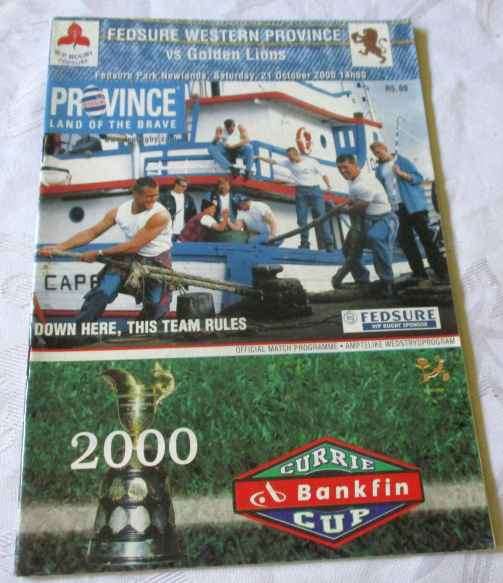 FEDSURE WESTERN PROVINCE
vs Golden Lions
Fedsure Park Newlands, Saturday, 21 October 2000
W P RUGBY
R5.00
PROVINCE
LAND OF THE BRAVE
CAPE
DOWN HERE, THIS TEAM RULES
FEDSURE
WP RUGBY SPONSOR
OFFICIAL MATCH PROGRAMME • AMPTELIKE WEDSTRYDPROGRAM
2000
CURRIE
Bankfin
CUP